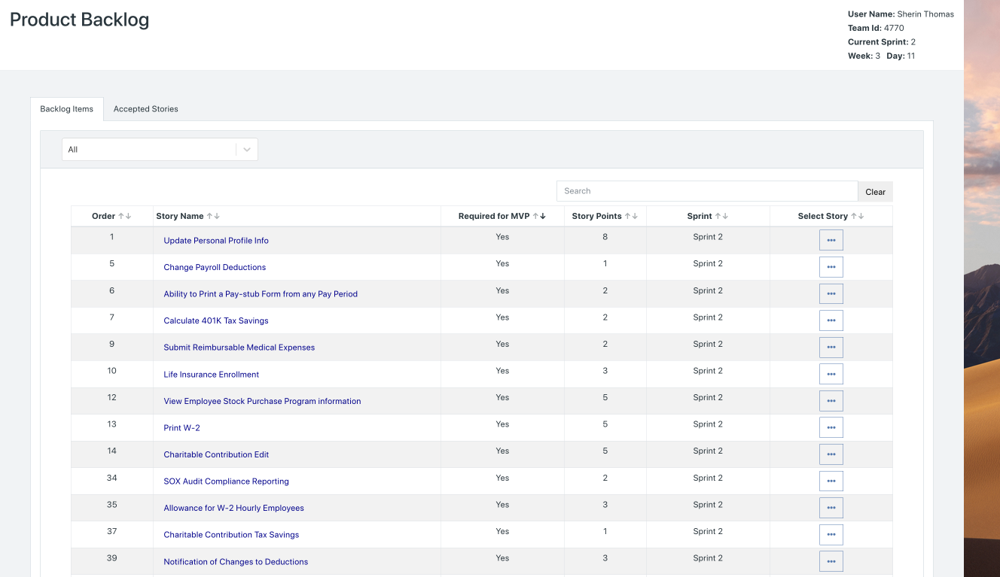 Product Backlog
User Name: Sherin Thomas
Team Id: 4770
Current Sprint: 2
Week: 3 Day: 11
Backlog Items Accepted Stories
All
Search Clear
Order Story Name Required for MVP Story Points Sprint Select Story
1 Update Personal Profile Info Yes 8 Sprint 2
5 Change Payroll Deductions Yes 1 Sprint 2
6 Ability to Print a Pay-stub Form from any Pay Period Yes 2 Sprint 2
7 Calculate 401K Tax Savings Yes 2 Sprint 2
9 Submit Reimbursable Medical Expenses Yes 2 Sprint 2
10 Life Insurance Enrollment Yes 3 Sprint 2
12 View Employee Stock Purchase Program information Yes 5 Sprint 2
13 Print W-2 Yes 5 Sprint 2
14 Charitable Contribution Edit Yes 5 Sprint 2
34 SOX Audit Compliance Reporting Yes 2 Sprint 2
35 Allowance for W-2 Hourly Employees Yes 3 Sprint 2
37 Charitable Contribution Tax Savings Yes 1 Sprint 2
39 Notification of Changes to Deductions Yes 3 Sprint 2